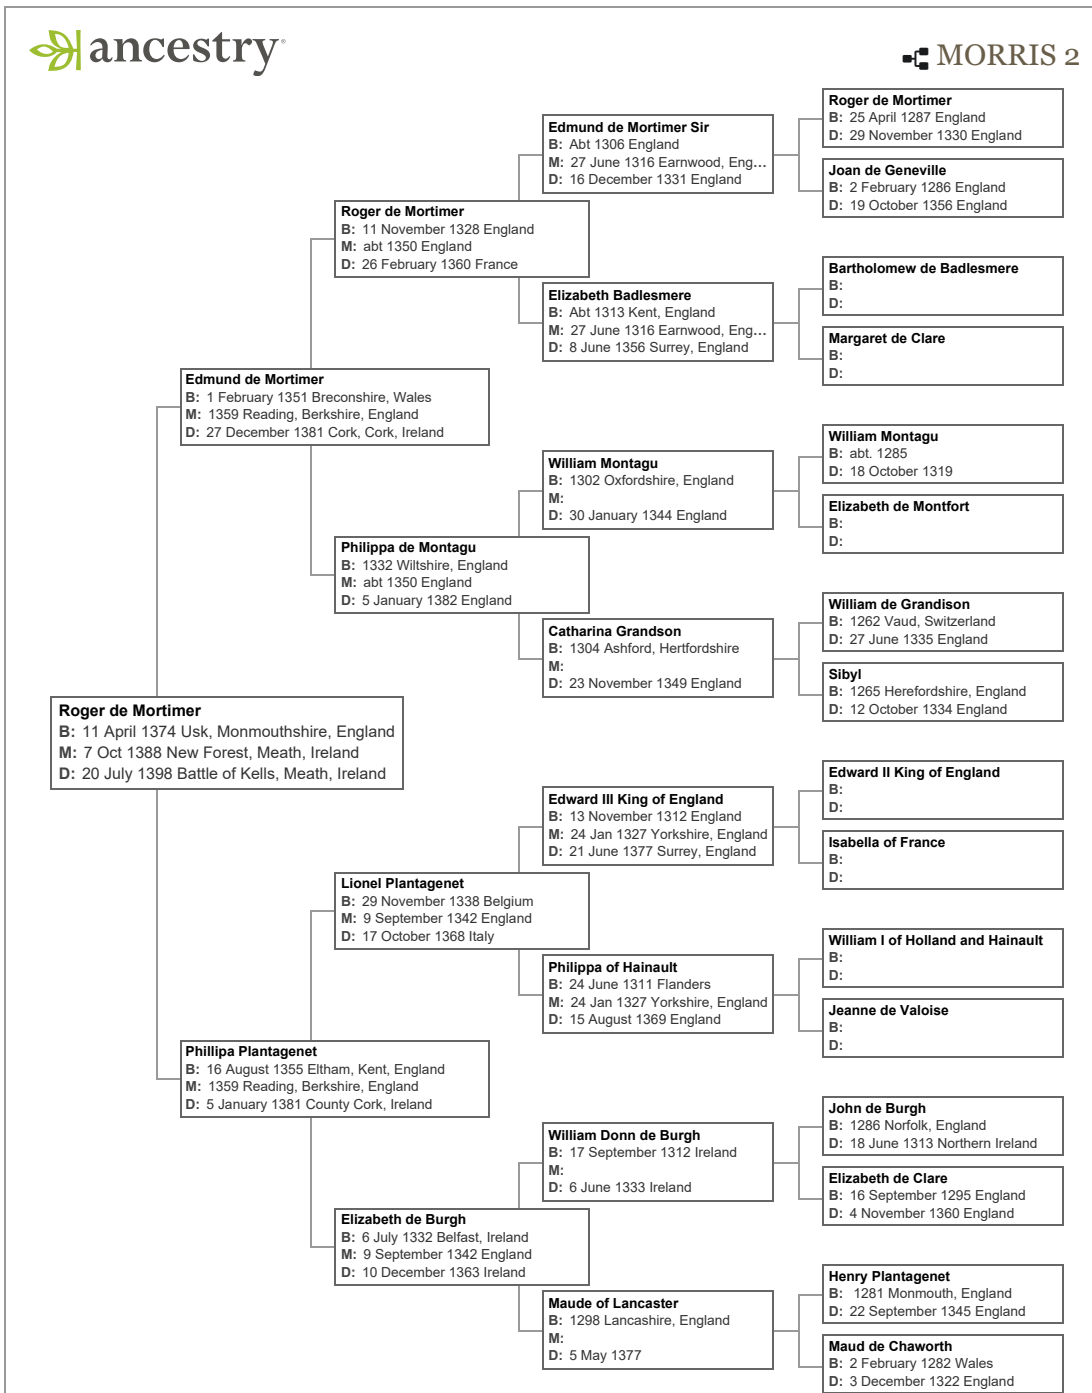 ancestry
MORRIS 2
Roger de Mortimer
B: 25 April 1287 England
D: 29 November 1330 England
Edmund de Mortimer Sir
B: Abt 1306 England
M: 27 June 1316 Earnwood, Eng...
D: 16 December 1331 England
Joan de Geneville
B: 2 February 1286 England
D: 19 October 1356 England
Roger de Mortimer
B: 11 November 1328 England
M: abt 1350 England
D: 26 February 1360 France
Bartholomew de Badlesmere
B:
D:
Elizabeth Badlesmere
B: Abt 1313 Kent, England
M: 27 June 1316 Earnwood, Eng...
D: 8 June 1356 Surrey, England
Margaret de Clare
B:
D:
Edmund de Mortimer
B: 1 February 1351 Breconshire, Wales
M: 1359 Reading, Berkshire, England
D: 27 December 1381 Cork, Cork, Ireland
William Montagu
B: abt. 1285
D: 18 October 1319
William Montagu
B: 1302 Oxfordshire, England
M:
D: 30 January 1344 England
Elizabeth de Montfort
B:
D:
Philippa de Montagu
B: 1332 Wiltshire, England
M: abt 1350 England
D: 5 January 1382 England
William de Grandison
B: 1262 Vaud, Switzerland
D: 27 June 1335 England
Catharina Grandson
B: 1304 Ashford, Hertfordshire
M:
D: 23 November 1349 England
Sibyl
B: 1265 Herefordshire, England
D: 12 October 1334 England
Roger de Mortimer
B: 11 April 1374 Usk, Monmouthshire, England
M: 7 Oct 1388 New Forest, Meath, Ireland
D: 20 July 1398 Battle of Kells, Meath, Ireland
Edward II King of England
B:
D:
Edward III King of England
B: 13 November 1312 England
M: 24 Jan 1327 Yorkshire, England
D: 21 June 1377 Surrey, England
Isabella of France
B:
D:
Lionel Plantagenet
B: 29 November 1338 Belgium
M: 9 September 1342 England
D: 17 October 1368 Italy
William I of Holland and Hainault
B:
D:
Philippa of Hainault
B: 24 June 1311 Flanders
M: 24 Jan 1327 Yorkshire, England
D: 15 August 1369 England
Jeanne de Valoise
B:
D:
Phillipa Plantagenet
B: 16 August 1355 Eltham, Kent, England
M: 1359 Reading, Berkshire, England
D: 5 January 1381 County Cork, Ireland
John de Burgh
B: 1286 Norfolk, England
D: 18 June 1313 Northern Ireland
William Donn de Burgh
B: 17 September 1312 Ireland
M:
D: 6 June 1333 Ireland
Elizabeth de Clare
B: 16 September 1295 England
D: 4 November 1360 England
Elizabeth de Burgh
B: 6 July 1332 Belfast, Ireland
M: 9 September 1342 England
D: 10 December 1363 Ireland
Henry Plantagenet
B: 1281 Monmouth, England
D: 22 September 1345 England
Maude of Lancaster
B: 1298 Lancashire, England
M:
D: 5 May 1377
Maud de Chaworth
B: 2 February 1282 Wales
D: 3 December 1322 England